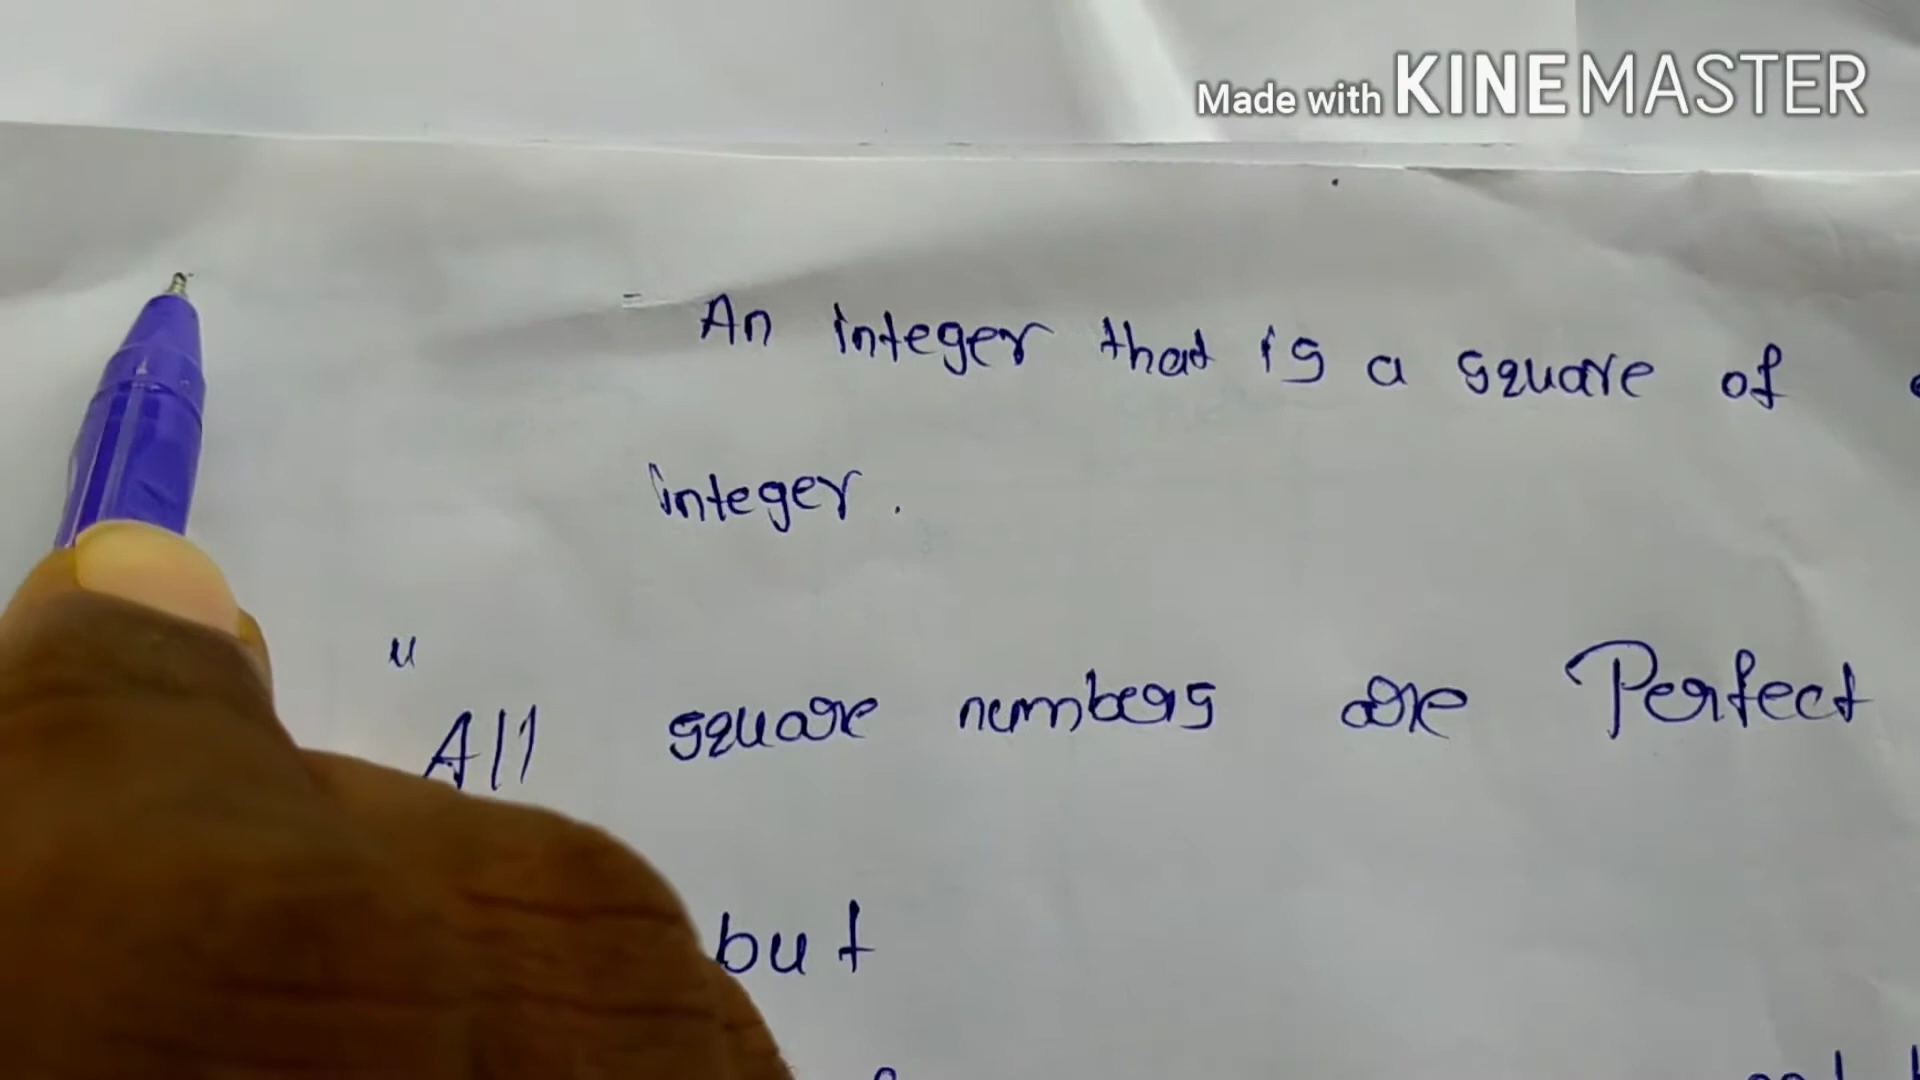 Made with KINEMASTER
An integer that is a square of
integer.
"All square numbers are Perfect
but